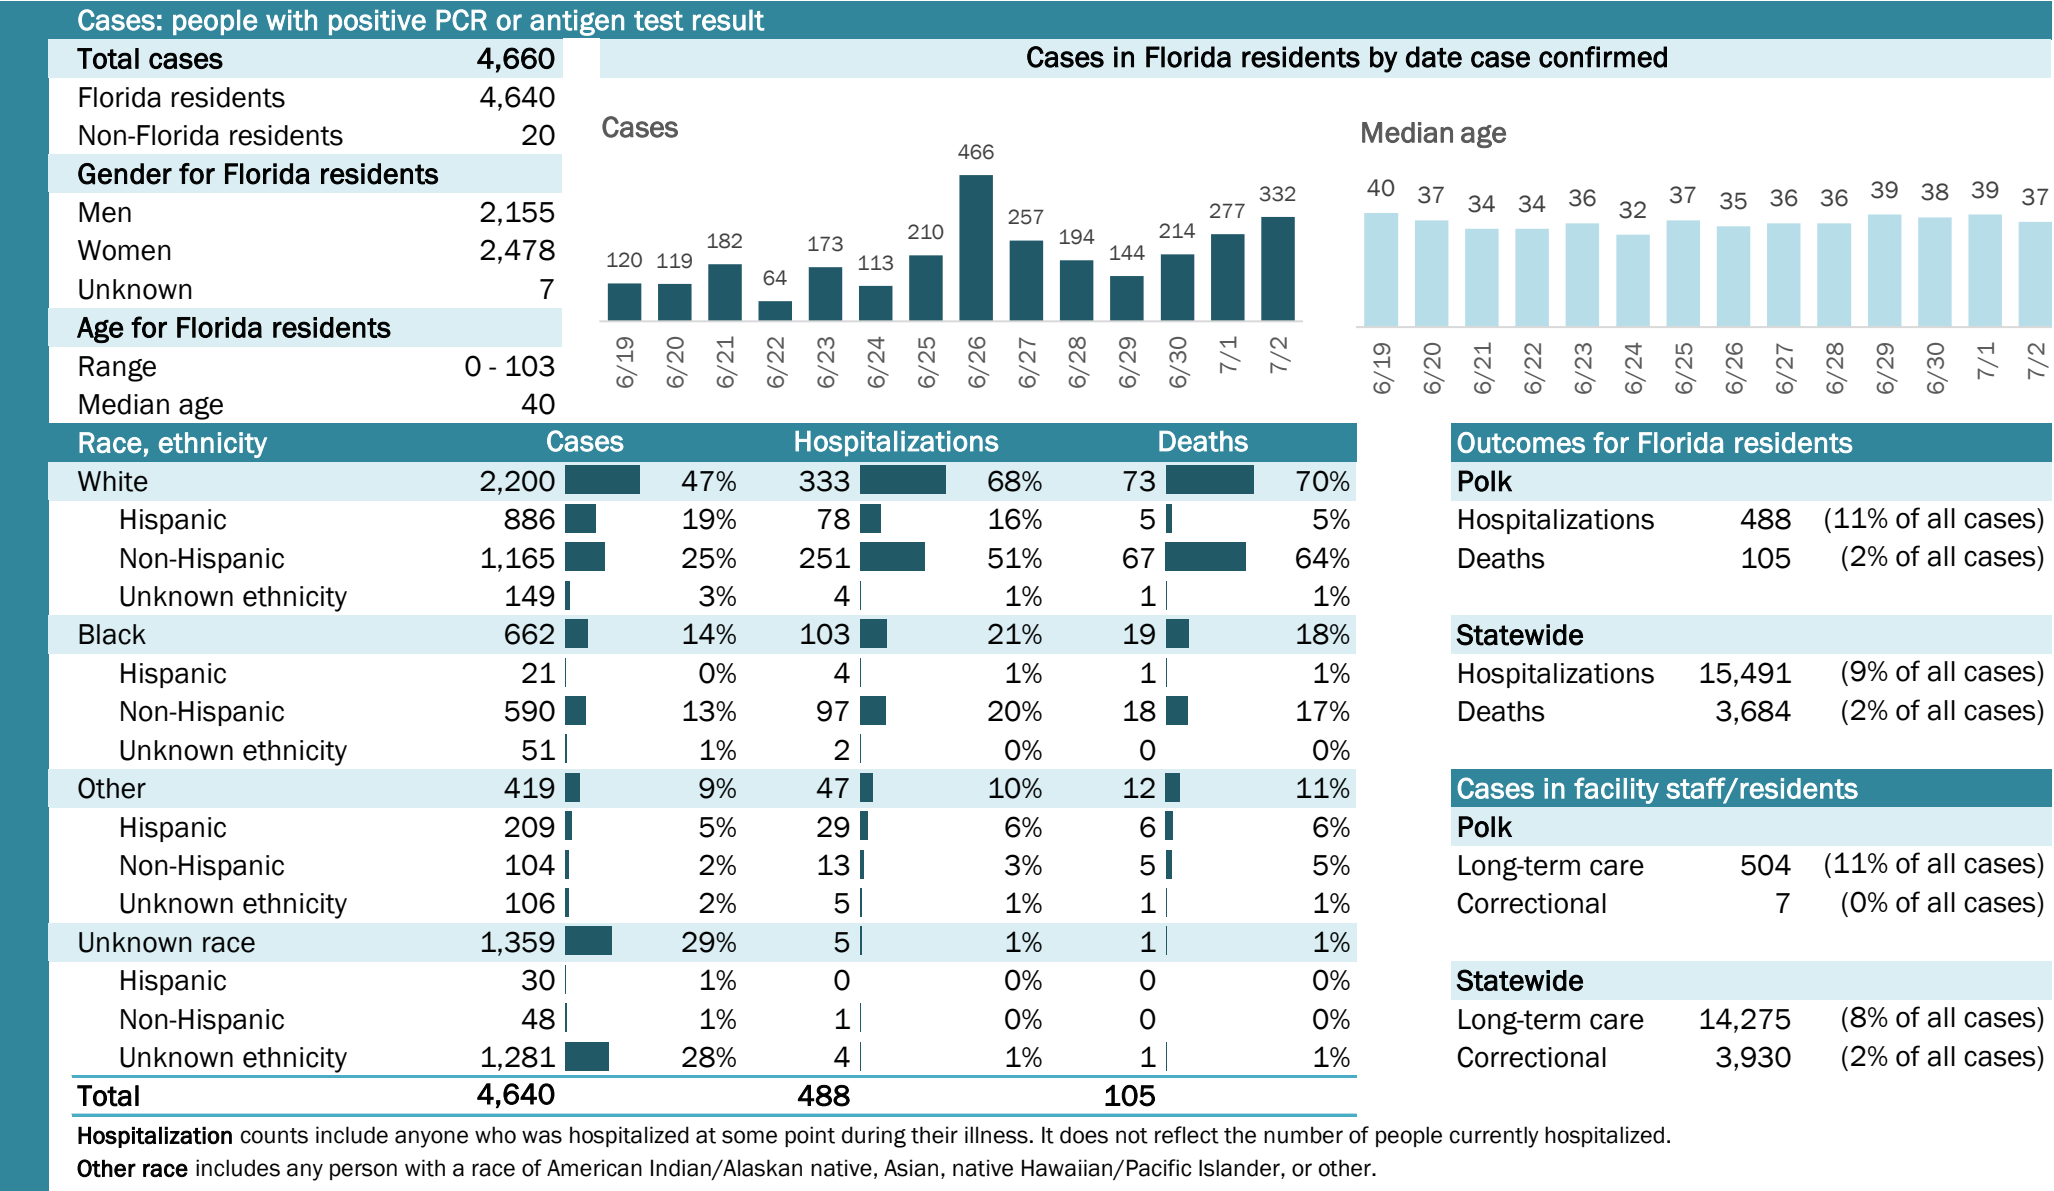 Cases: people with positive PCR or antigen test result
Total cases 4,660
Florida residents 4,640
Non-Florida residents 20
Gender for Florida residents
Men 2,155
Women 2,478
Unknown 7
Age for Florida residents
Range 0 - 103
Median age 40
Cases in Florida residents by date case confirmed
Cases
120 119 182 64 173 113 210 466 257 194 144 214 277 332
6/19 6/20 6/21 6/22 6/23 6/24 6/25 6/26 6/27 6/28 6/29 6/30 7/1 7/2
Median age
40 37 34 34 36 32 37 35 36 36 39 38 39 37
6/19 6/20 6/21 6/22 6/23 6/24 6/25 6/26 6/27 6/28 6/29 6/30 7/1 7/2
Race, ethnicity Cases Hospitalizations Deaths
White 2,200 47% 333 68% 73 70%
Hispanic 886 19% 78 16% 5 5%
Non-Hispanic 1,165 25% 251 51% 67 64%
Unknown ethnicity 149 3% 4 1% 1 1%
Black 662 14% 103 21% 19 18%
Hispanic 21 0% 4 1% 1 1%
Non-Hispanic 590 13% 97 20% 18 17%
Unknown ethnicity 51 1% 2 0% 0 0%
Other 419 9% 47 10% 12 11%
Hispanic 209 5% 29 6% 6 6%
Non-Hispanic 104 2% 13 3% 5 5%
Unknown ethnicity 106 2% 5 1% 1 1%
Unknown race 1,359 29% 5 1% 1 1%
Hispanic 30 1% 0 0% 0 0%
Non-Hispanic 48 1% 1 0% 0 0%
Unknown ethnicity 1,281 28% 4 1% 1 1%
Total 4,640 488 105
Outcomes for Florida residents
Polk
Hospitalizations 488 (11% of all cases)
Deaths 105 (2% of all cases)
Statewide
Hospitalizations 15,491 (9% of all cases)
Deaths 3,684 (2% of all cases)
Cases in facility staff/residents
Polk
Long-term care 504 (11% of all cases)
Correctional 7 (0% of all cases)
Statewide
Long-term care 14,275 (8% of all cases)
Correctional 3,930 (2% of all cases)
Hospitalization counts include anyone who was hospitalized at some point during their illness. It does not reflect the number of people currently hospitalized.
Other race includes any person with a race of American Indian/Alaskan native, Asian, native Hawaiian/Pacific Islander, or other.